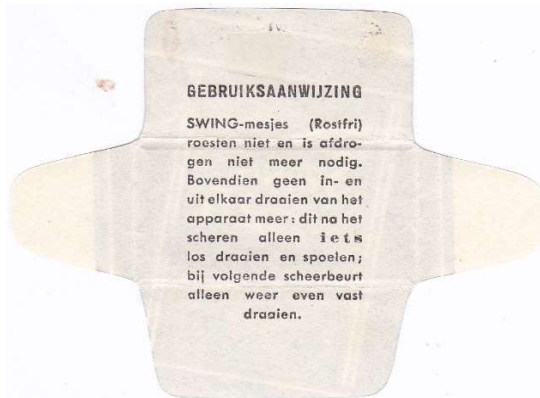 GEBRUIKSAANWIJZING
SWING-mesjes (Rostfri)
roesten niet en is afdro-
gen niet meer nodig.
Bovendien geen in- en
uit elkaar draaien van het
apparaat meer: dit na het
scheren alleen iets
los draaien en spoelen;
bij volgende scheerbeurt
alleen weer even vast
draaien.